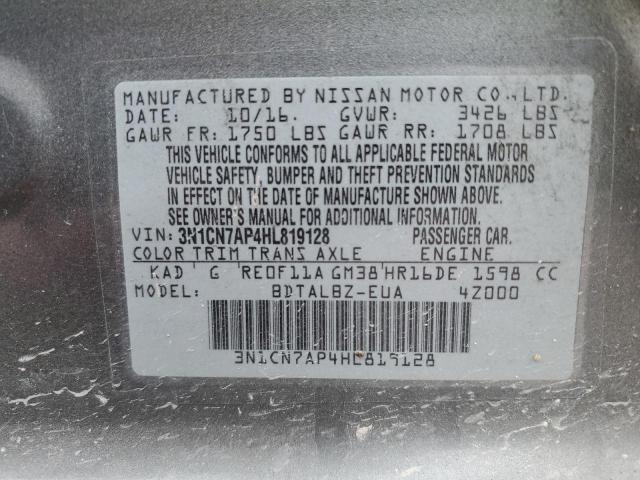 MANUFACTURED BY NISSAN MOTOR CO., LTD.
DATE: 10/16. GVWR: 3426 LBS
GAWR FR: 1750 LBS GAWR RR: 1708 LBS
THIS VEHICLE CONFORMS TO ALL APPLICABLE FEDERAL MOTOR
VEHICLE SAFETY, BUMPER AND THEFT PREVENTION STANDARDS
IN EFFECT ON THE DATE OF MANUFACTURE SHOWN ABOVE.
SEE OWNER'S MANUAL FOR ADDITIONAL INFORMATION.
VIN: 3N1CN7AP4HL819128 PASSENGER CAR.
COLOR TRIM TRANS AXLE ENGINE
KAD G RE0F11A GM38 HR16DE 1598 CC
MODEL: BDTALBZ-EUA 4Z000
3N1CN7AP4HL819128